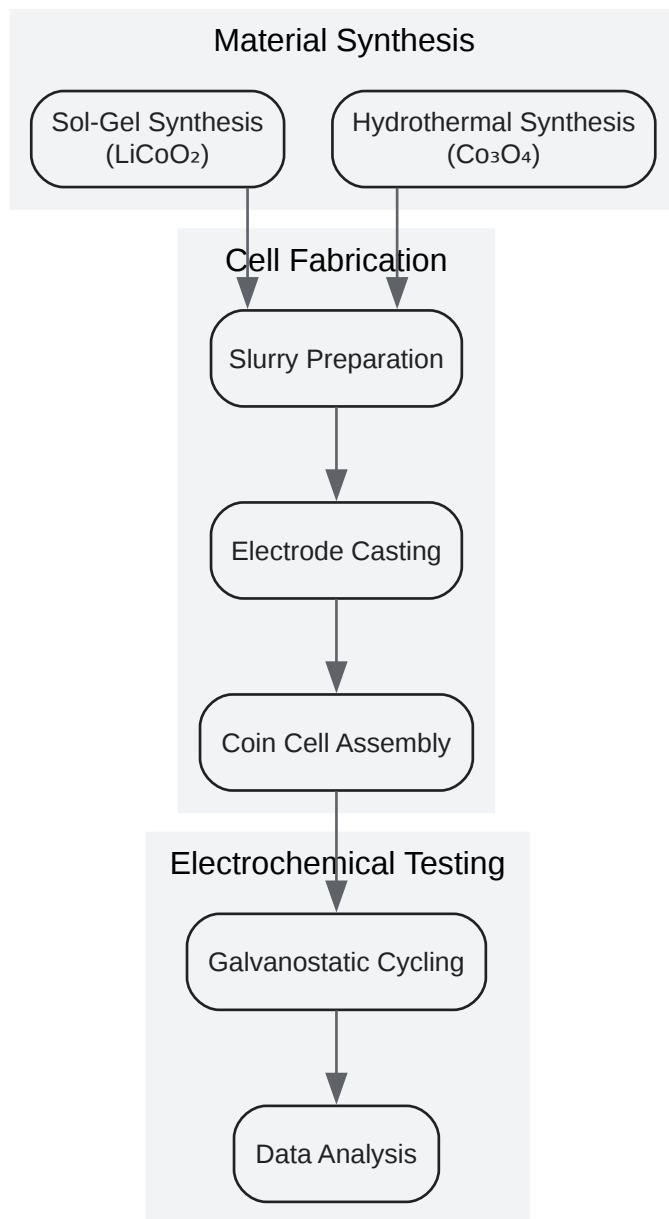 Material Synthesis
Sol-Gel Synthesis
(LiCoO₂)
Hydrothermal Synthesis
(Co₃O₄)
Cell Fabrication
Slurry Preparation
Electrode Casting
Coin Cell Assembly
Electrochemical Testing
Galvanostatic Cycling
Data Analysis